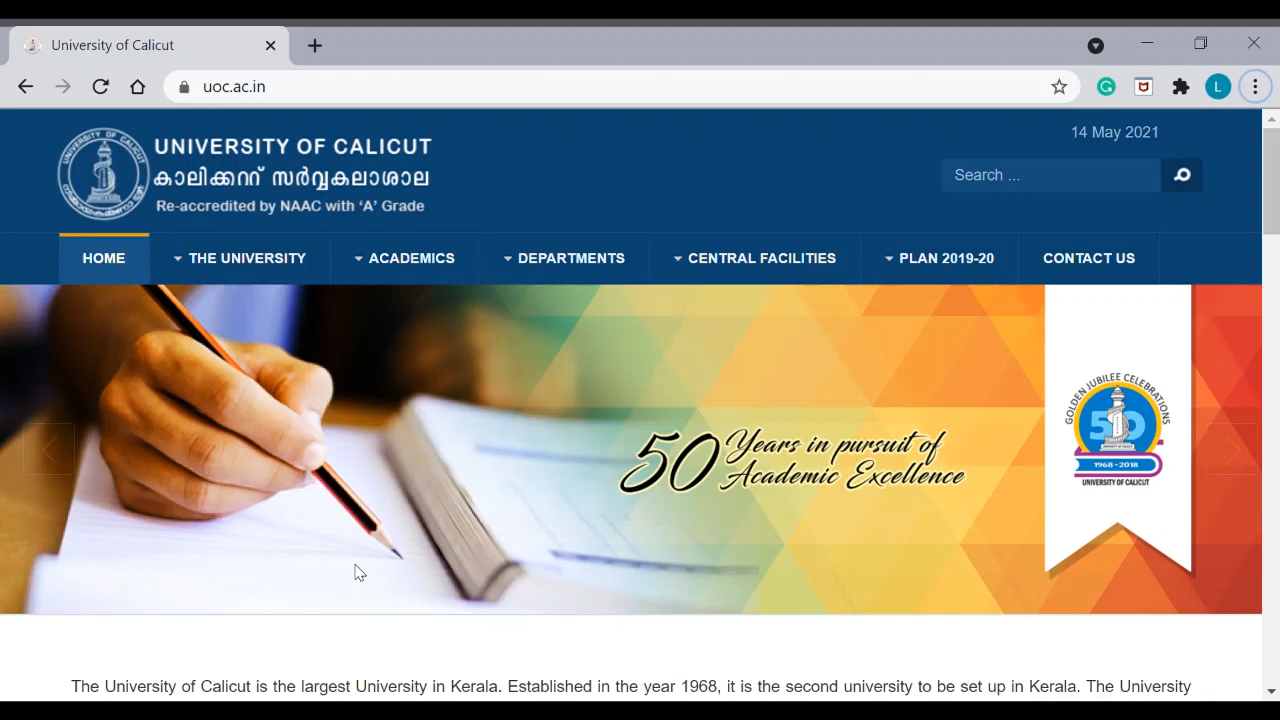 University of Calicut
uoc.ac.in
L
UNIVERSITY OF CALICUT
കാലിക്കറ്റ് സർവ്വകലാശാല
Re-accredited by NAAC with ‘A’ Grade
14 May 2021
Search ...
HOME
THE UNIVERSITY
ACADEMICS
DEPARTMENTS
CENTRAL FACILITIES
PLAN 2019-20
CONTACT US
50 Years in pursuit of
Academic Excellence
GOLDEN JUBILEE CELEBRATIONS
50
1968-2018
UNIVERSITY OF CALICUT
The University of Calicut is the largest University in Kerala. Established in the year 1968, it is the second university to be set up in Kerala. The University